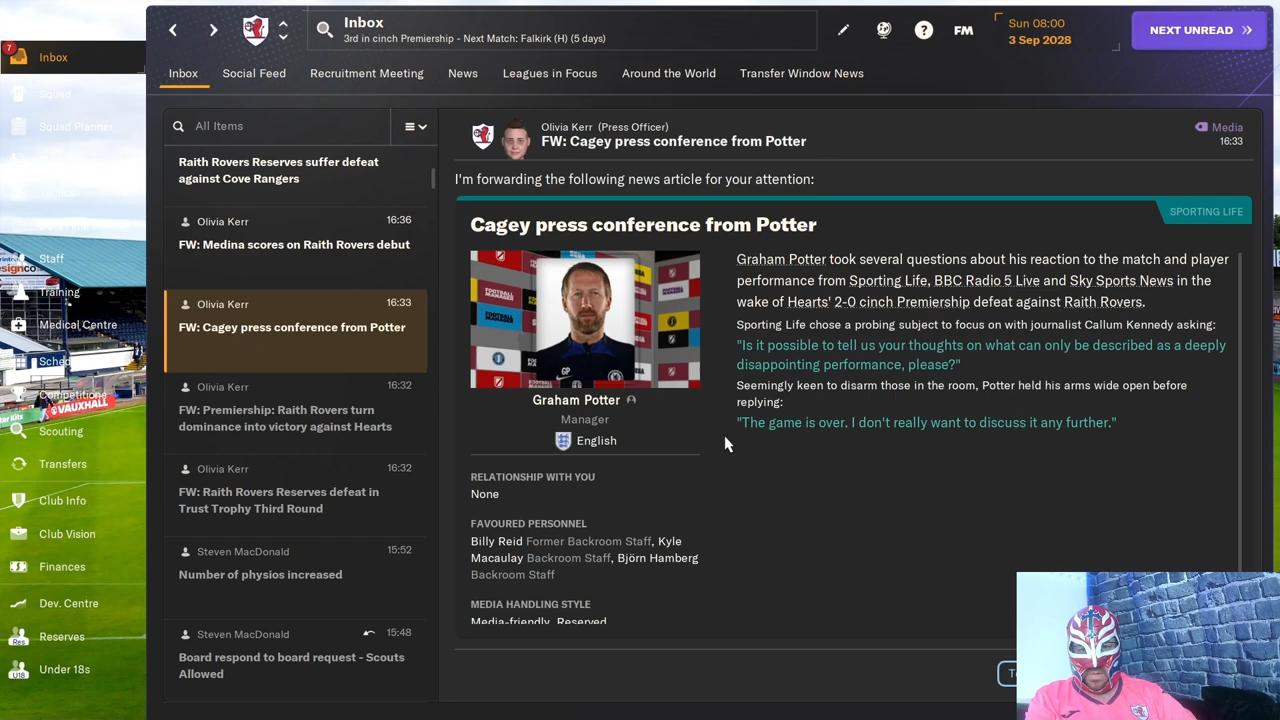 7
Inbox
Squad
Squad Planner
Staff
Training
Medical Centre
Sched
Competitions
VAUXHALL
Scouting
Transfers
Club Info
Club Vision
Finances
Dev. Centre
Reserves
Under 18s
Inbox
3rd in cinch Premiership - Next Match: Falkirk (H) (5 days)
FM
Sun 08:00
3 Sep 2028
NEXT UNREAD
Inbox
Social Feed
Recruitment Meeting
News
Leagues in Focus
Around the World
Transfer Window News
All Items
Raith Rovers Reserves suffer defeat
against Cove Rangers
Olivia Kerr 16:36
FW: Medina scores on Raith Rovers debut
Olivia Kerr 16:33
FW: Cagey press conference from Potter
Olivia Kerr 16:32
FW: Premiership: Raith Rovers turn
dominance into victory against Hearts
Olivia Kerr 16:32
FW: Raith Rovers Reserves defeat in
Trust Trophy Third Round
Steven MacDonald 15:52
Number of physios increased
Steven MacDonald 15:48
Board respond to board request - Scouts
Allowed
Olivia Kerr (Press Officer)
FW: Cagey press conference from Potter
Media
16:33
I'm forwarding the following news article for your attention:
SPORTING LIFE
Cagey press conference from Potter
Graham Potter
Manager
English
RELATIONSHIP WITH YOU
None
FAVOURED PERSONNEL
Billy Reid Former Backroom Staff, Kyle
Macaulay Backroom Staff, Björn Hamberg
Backroom Staff
MEDIA HANDLING STYLE
Media-friendly, Reserved
Graham Potter took several questions about his reaction to the match and player
performance from Sporting Life, BBC Radio 5 Live and Sky Sports News in the
wake of Hearts' 2-0 cinch Premiership defeat against Raith Rovers.
Sporting Life chose a probing subject to focus on with journalist Callum Kennedy asking:
"Is it possible to tell us your thoughts on what can only be described as a deeply
disappointing performance, please?"
Seemingly keen to disarm those in the room, Potter held his arms wide open before
replying:
"The game is over. I don't really want to discuss it any further."